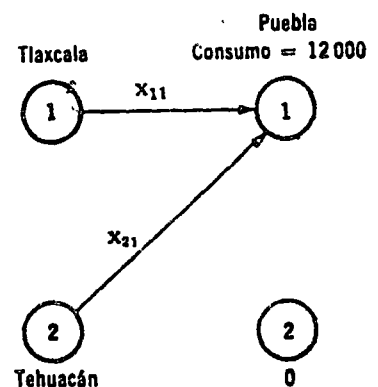 Puebla
Tlaxcala
Consumo = 12 000
1
x₁₁
1
x₂₁
2
2
Tehuacán
0